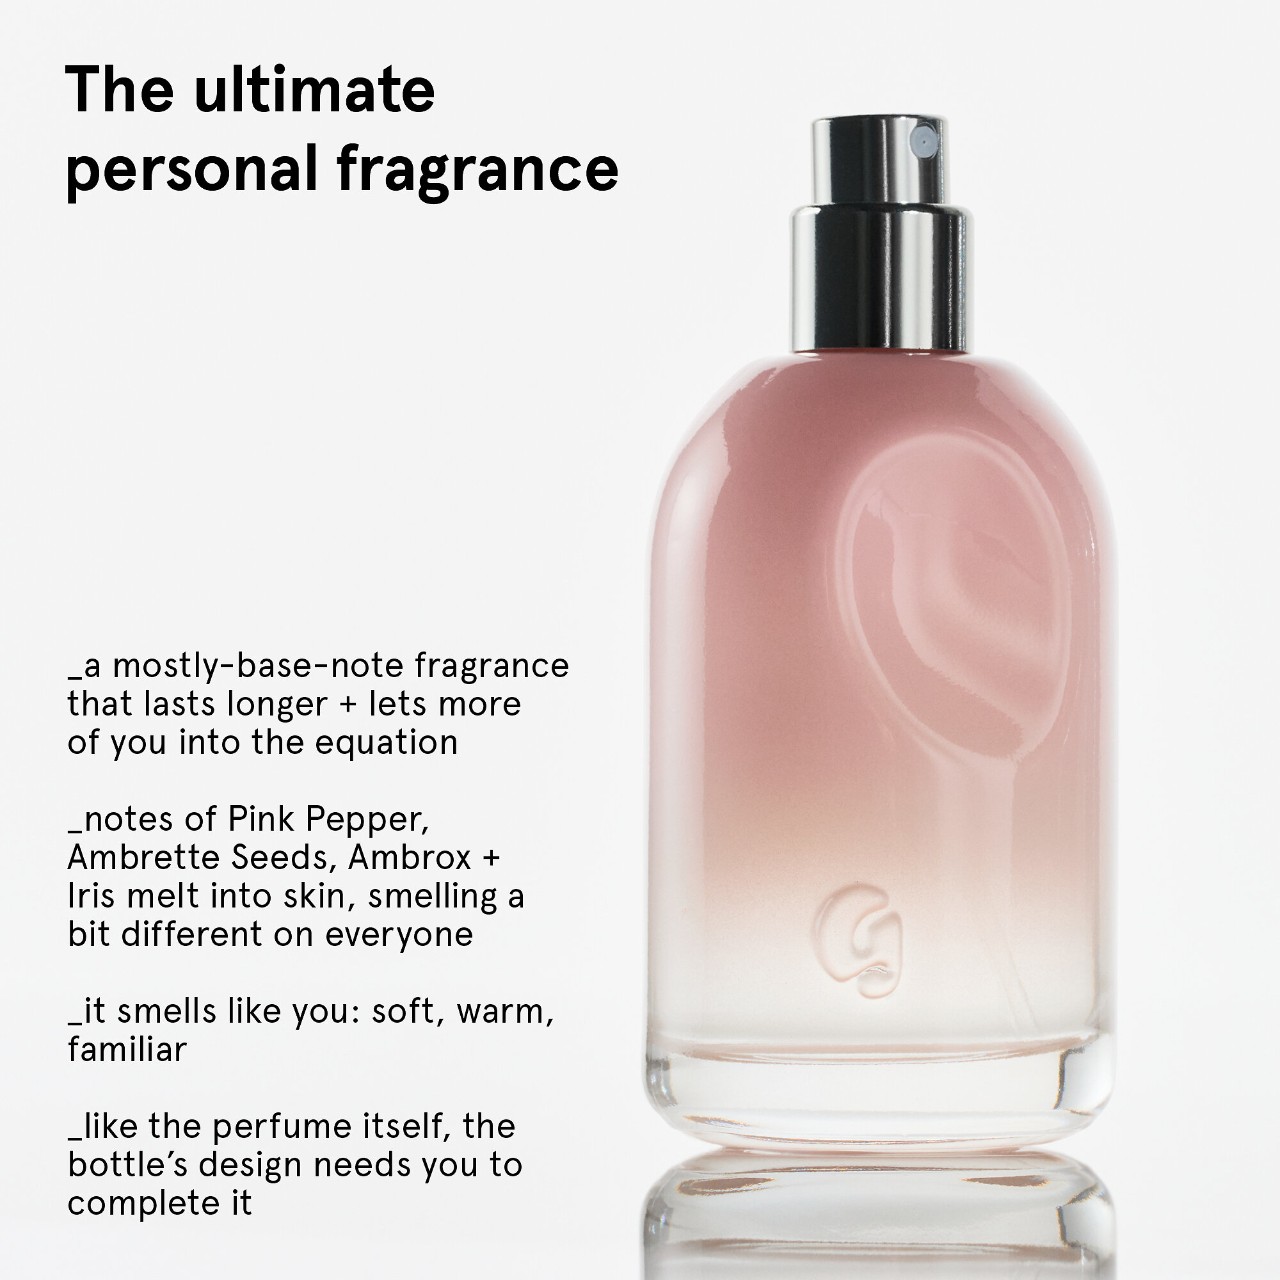 The ultimate
personal fragrance
_a mostly-base-note fragrance
that lasts longer + lets more
of you into the equation
_notes of Pink Pepper,
Ambrette Seeds, Ambrox +
Iris melt into skin, smelling a
bit different on everyone
_it smells like you: soft, warm,
familiar
_like the perfume itself, the
bottle’s design needs you to
complete it
G